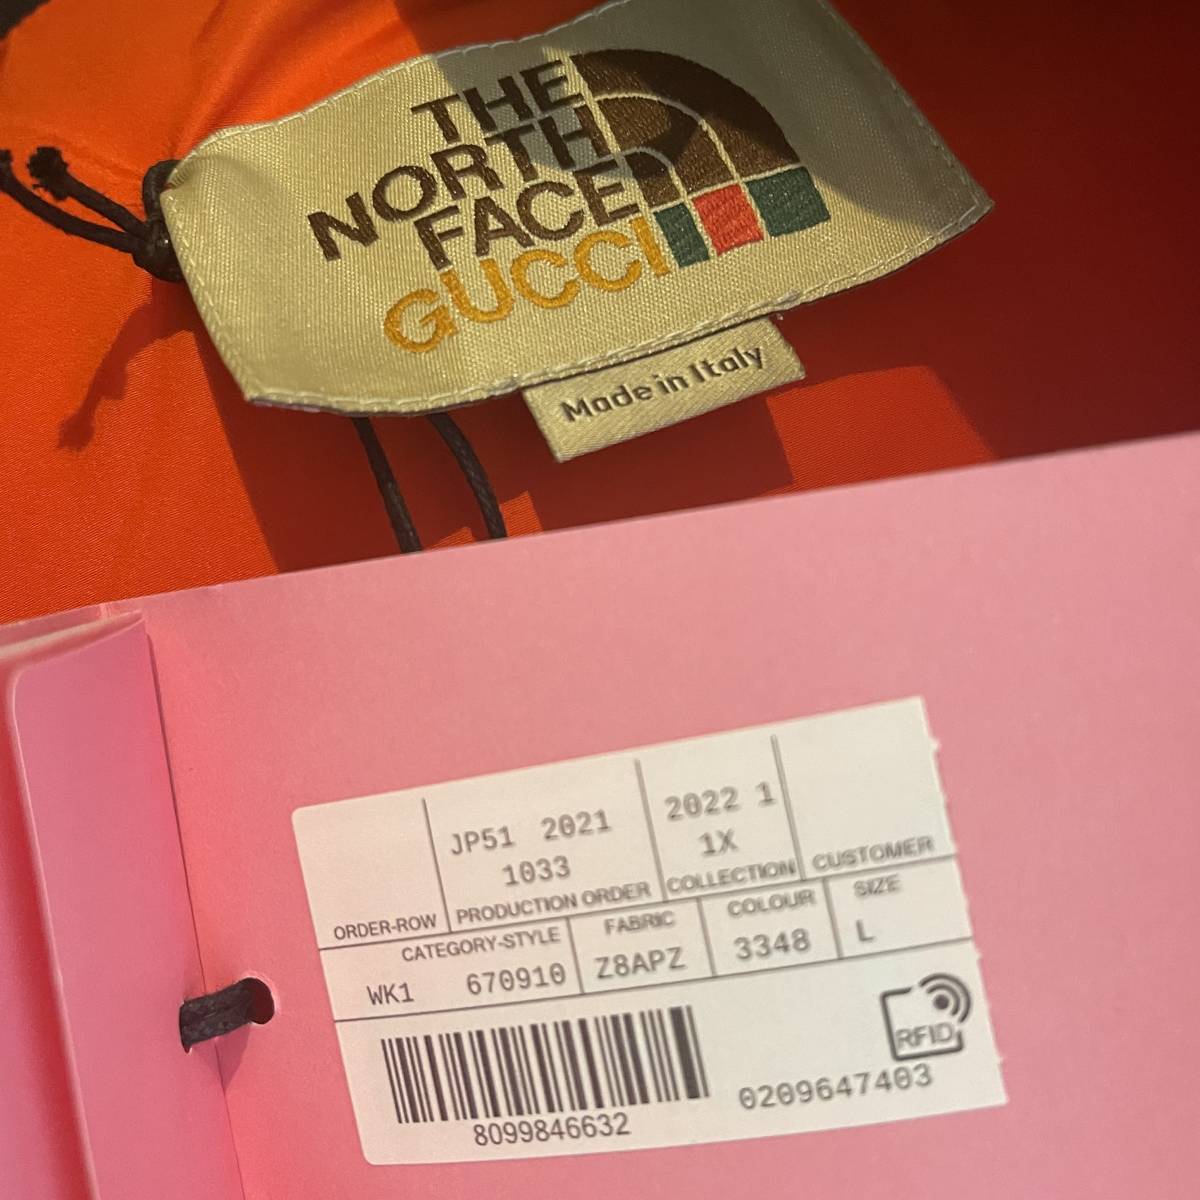 THE
NORTH
FACE
GUCCI
Made in Italy
JP51 2021
1033
2022 1
1X
ORDER-ROW PRODUCTION ORDER COLLECTION CUSTOMER
CATEGORY-STYLE FABRIC COLOUR SIZE
WK1 670910 Z8APZ 3348 L
RFID
8099846632
0209647403